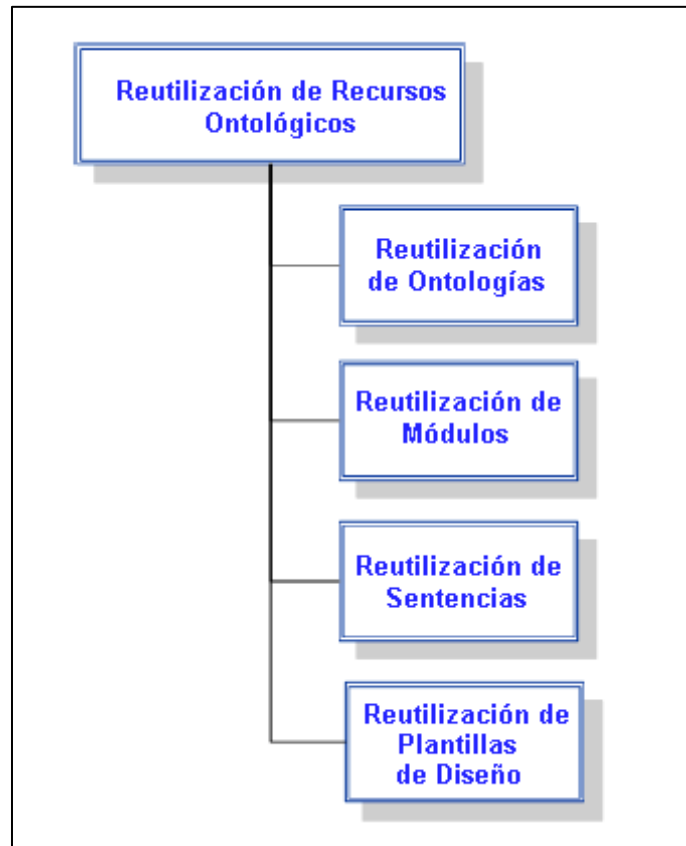 Reutilización de Recursos
Ontológicos
Reutilización
de Ontologías
Reutilización de
Módulos
Reutilización de
Sentencias
Reutilización de
Plantillas
de Diseño